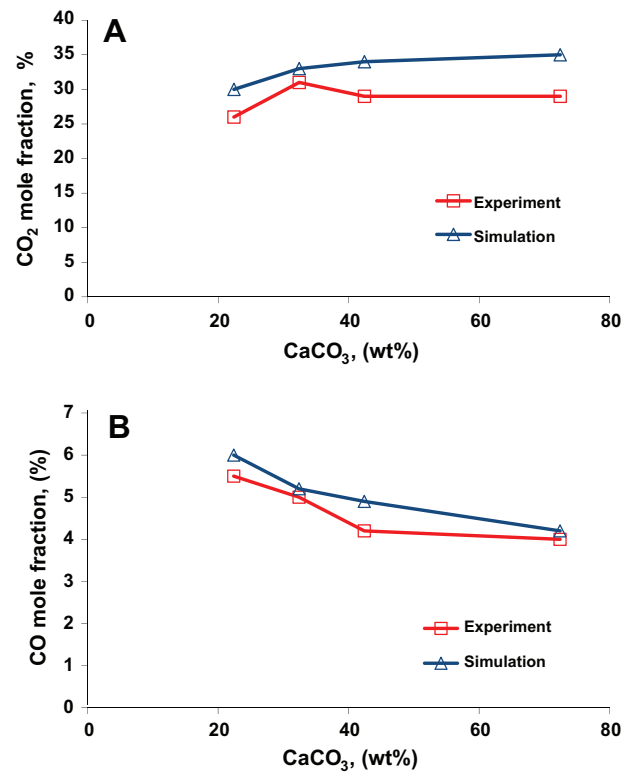 A
CO2 mole fraction, %
40
35
30
25
20
15
10
5
0
0 20 40 60 80
CaCO3, (wt%)
Experiment
Simulation
B
CO mole fraction, (%)
7
6
5
4
3
2
1
0
0 20 40 60 80
CaCO3, (wt%)
Experiment
Simulation